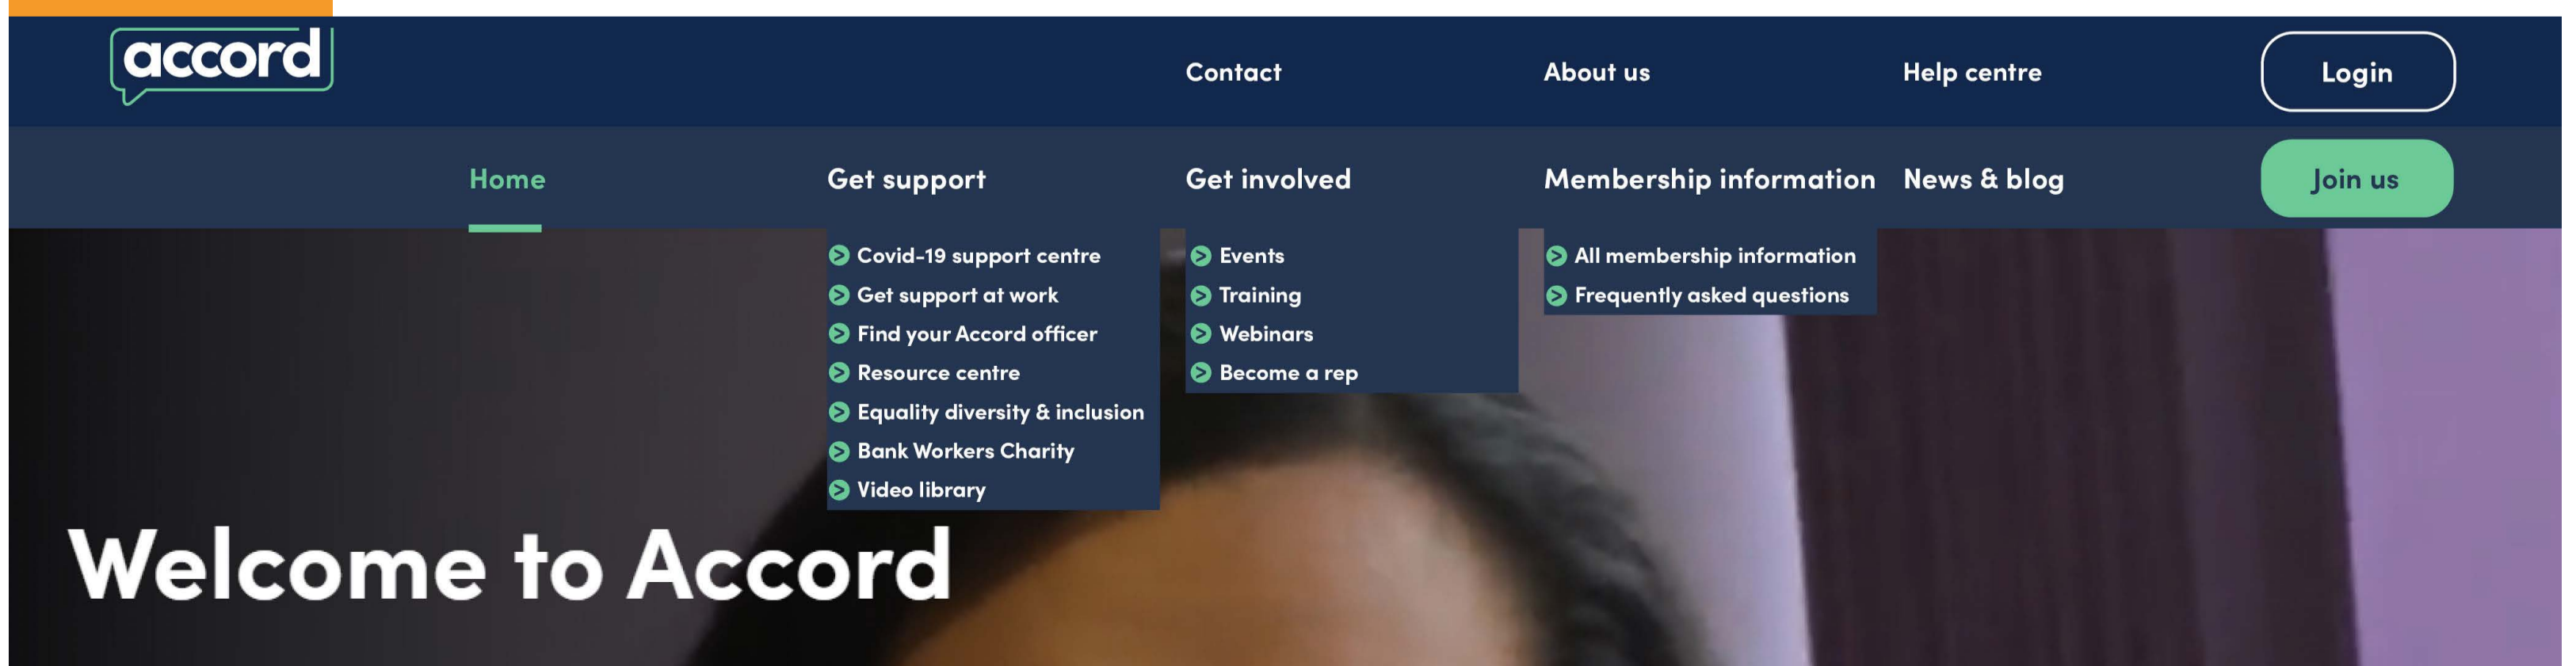 accord
Contact
About us
Help centre
Login
Home
Get support
Get involved
Membership information
News & blog
Join us
Covid-19 support centre
Get support at work
Find your Accord officer
Resource centre
Equality diversity & inclusion
Bank Workers Charity
Video library
Events
Training
Webinars
Become a rep
All membership information
Frequently asked questions
Welcome to Accord